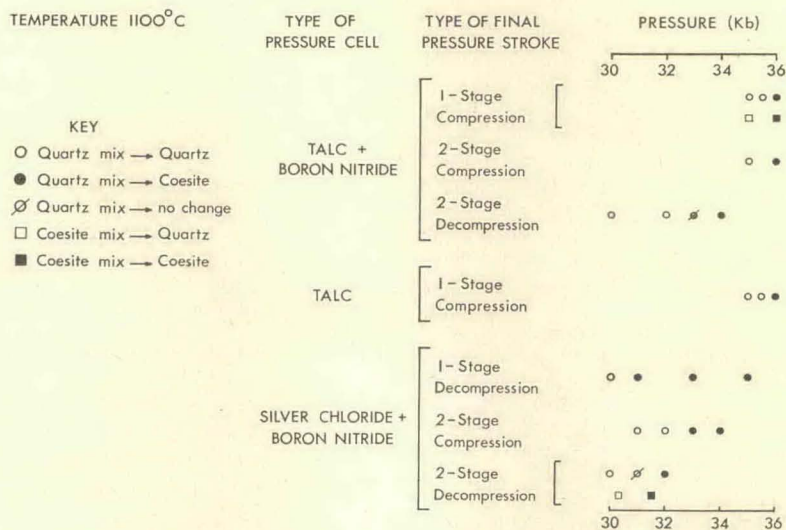 TEMPERATURE 1100°C
TYPE OF
PRESSURE CELL
TYPE OF FINAL
PRESSURE STROKE
PRESSURE (Kb)
30 32 34 36
KEY
○ Quartz mix → Quartz
● Quartz mix → Coesite
Ø Quartz mix → no change
□ Coesite mix → Quartz
■ Coesite mix → Coesite
TALC +
BORON NITRIDE
1-Stage
Compression
2-Stage
Compression
2-Stage
Decompression
TALC
1-Stage
Compression
SILVER CHLORIDE +
BORON NITRIDE
1-Stage
Decompression
2-Stage
Compression
2-Stage
Decompression
30 32 34 36